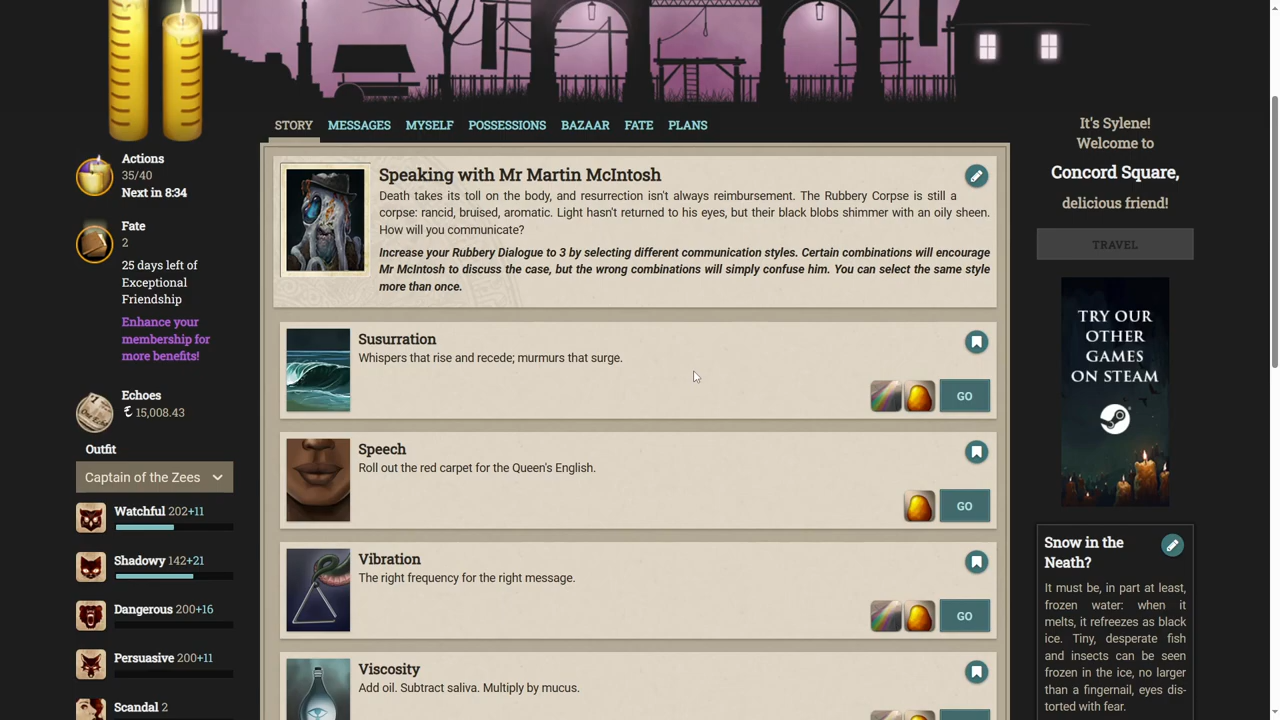 STORY MESSAGES MYSELF POSSESSIONS BAZAAR FATE PLANS
Actions
35/40
Next in 8:34
Fate
2
25 days left of
Exceptional
Friendship
Enhance your
membership for
more benefits!
Echoes
15,008.43
Outfit
Captain of the Zees
Watchful 202+11
Shadowy 142+21
Dangerous 200+16
Persuasive 200+11
Scandal 2
Speaking with Mr Martin McIntosh
Death takes its toll on the body, and resurrection isn't always reimbursement. The Rubbery Corpse is still a
corpse: rancid, bruised, aromatic. Light hasn't returned to his eyes, but their black blobs shimmer with an oily sheen.
How will you communicate?
Increase your Rubbery Dialogue to 3 by selecting different communication styles. Certain combinations will encourage
Mr McIntosh to discuss the case, but the wrong combinations will simply confuse him. You can select the same style
more than once.
Susurration
Whispers that rise and recede; murmurs that surge.
GO
Speech
Roll out the red carpet for the Queen's English.
GO
Vibration
The right frequency for the right message.
GO
Viscosity
Add oil. Subtract saliva. Multiply by mucus.
It's Sylene!
Welcome to
Concord Square,
delicious friend!
TRAVEL
TRY OUR
OTHER
GAMES
ON STEAM
Snow in the
Neath?
It must be, in part at least,
frozen water: when it
melts, it refreezes as black
ice. Tiny, desperate fish
and insects can be seen
frozen in the ice, no larger
than a fingernail, eyes dis-
torted with fear.